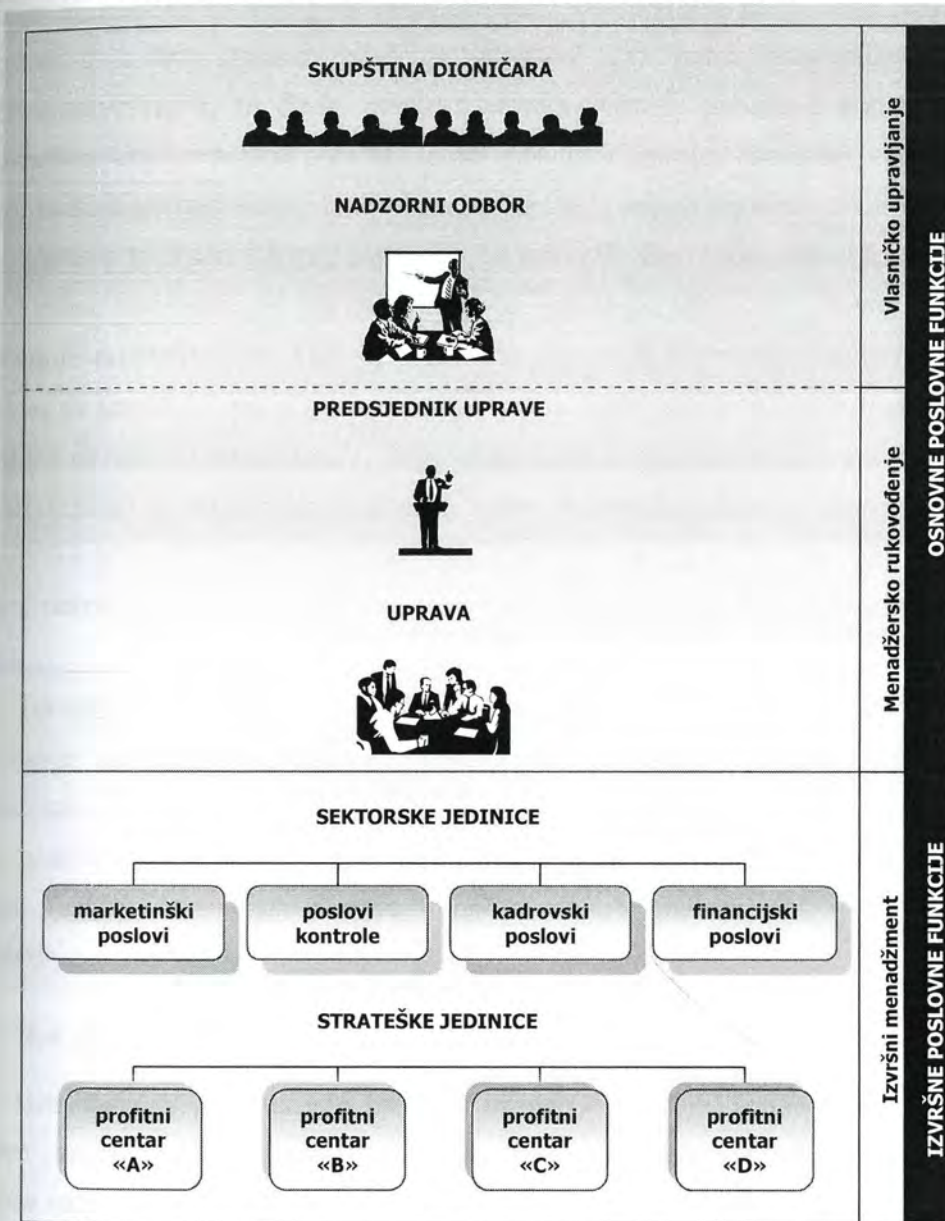 SKUPŠTINA DIONIČARA
NADZORNI ODBOR
Vlasničko upravljanje
PREDSJEDNIK UPRAVE
UPRAVA
Menadžersko rukovođenje
OSNOVNE POSLOVNE FUNKCIJE
SEKTORSKE JEDINICE
marketinški
poslovi
poslovi
kontrole
kadrovski
poslovi
financijski
poslovi
STRATEŠKE JEDINICE
profitni
centar
«A»
profitni
centar
«B»
profitni
centar
«C»
profitni
centar
«D»
Izvršni menadžment
IZVRŠNE POSLOVNE FUNKCIJE